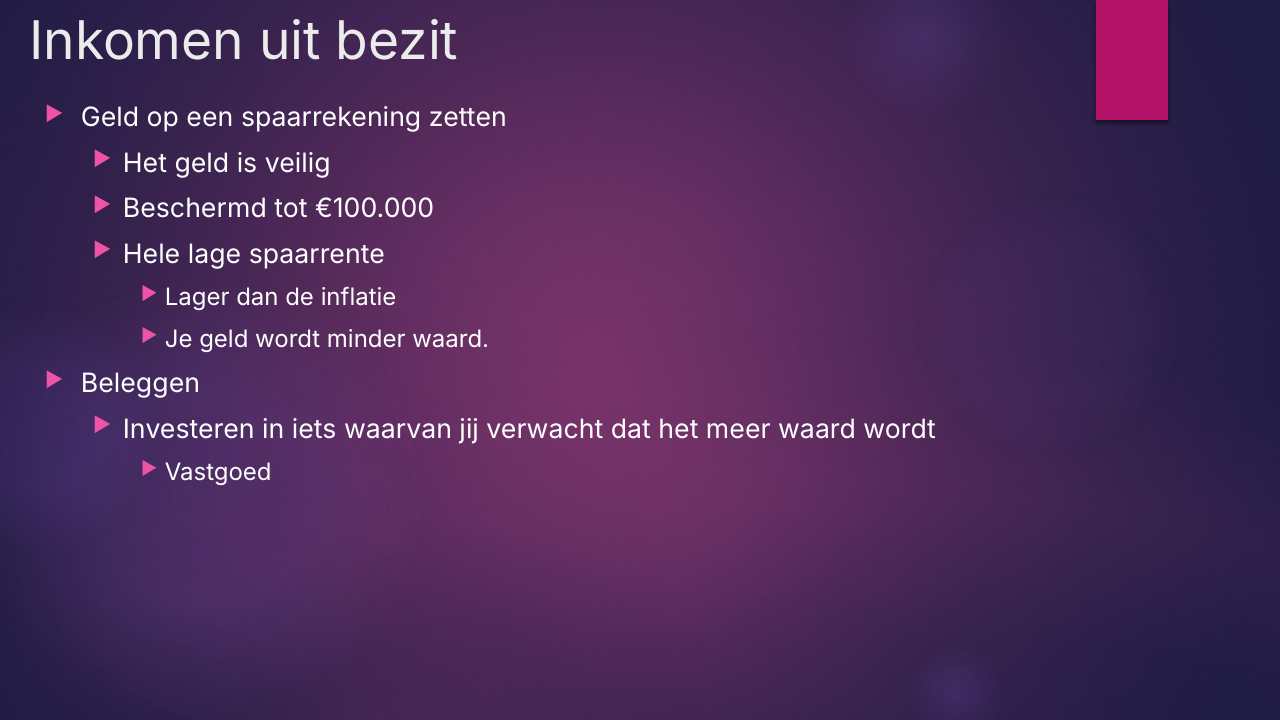 Inkomen uit bezit
Geld op een spaarrekening zetten
Het geld is veilig
Beschermd tot €100.000
Hele lage spaarrente
Lager dan de inflatie
Je geld wordt minder waard.
Beleggen
Investeren in iets waarvan jij verwacht dat het meer waard wordt
Vastgoed